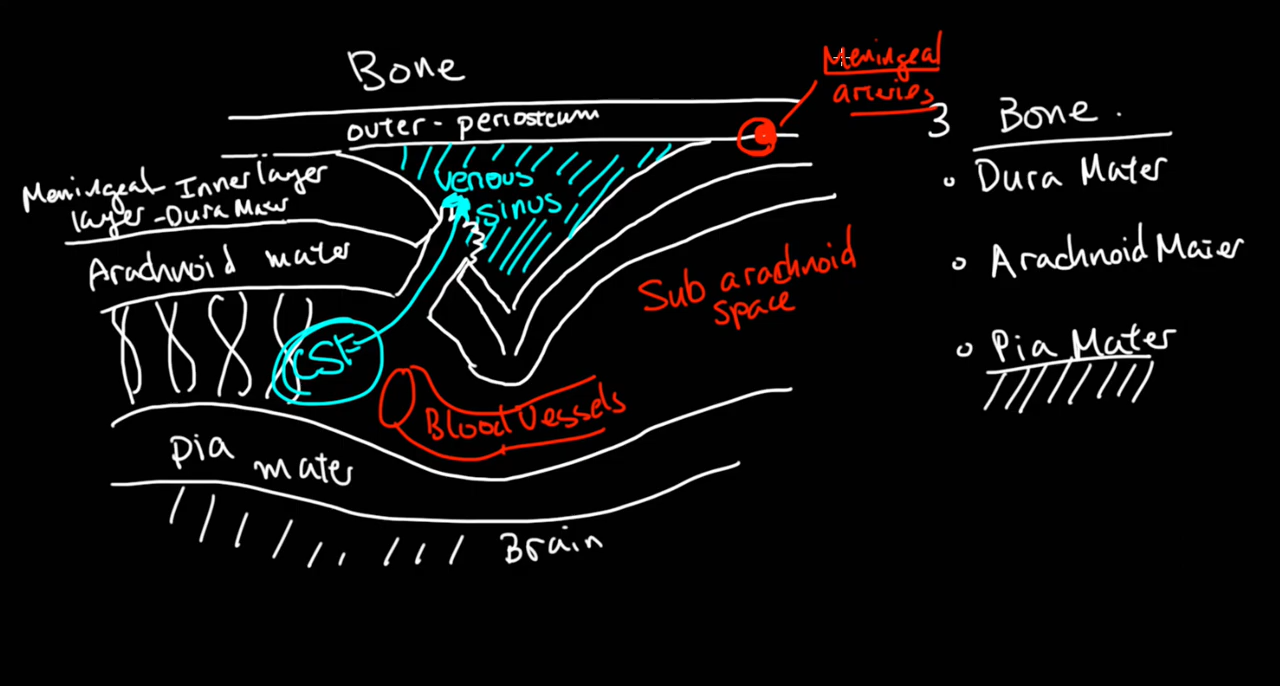 Bone
outer - periosteum
Meningeal Inner layer
layer - Dura Mater
Arachnoid mater
Venous
sinus
CSF
Blood Vessels
Sub arachnoid
space
Meningeal
arteries
pia
mater
Brain
3 Bone.
Dura Mater
Arachnoid Mater
Pia Mater